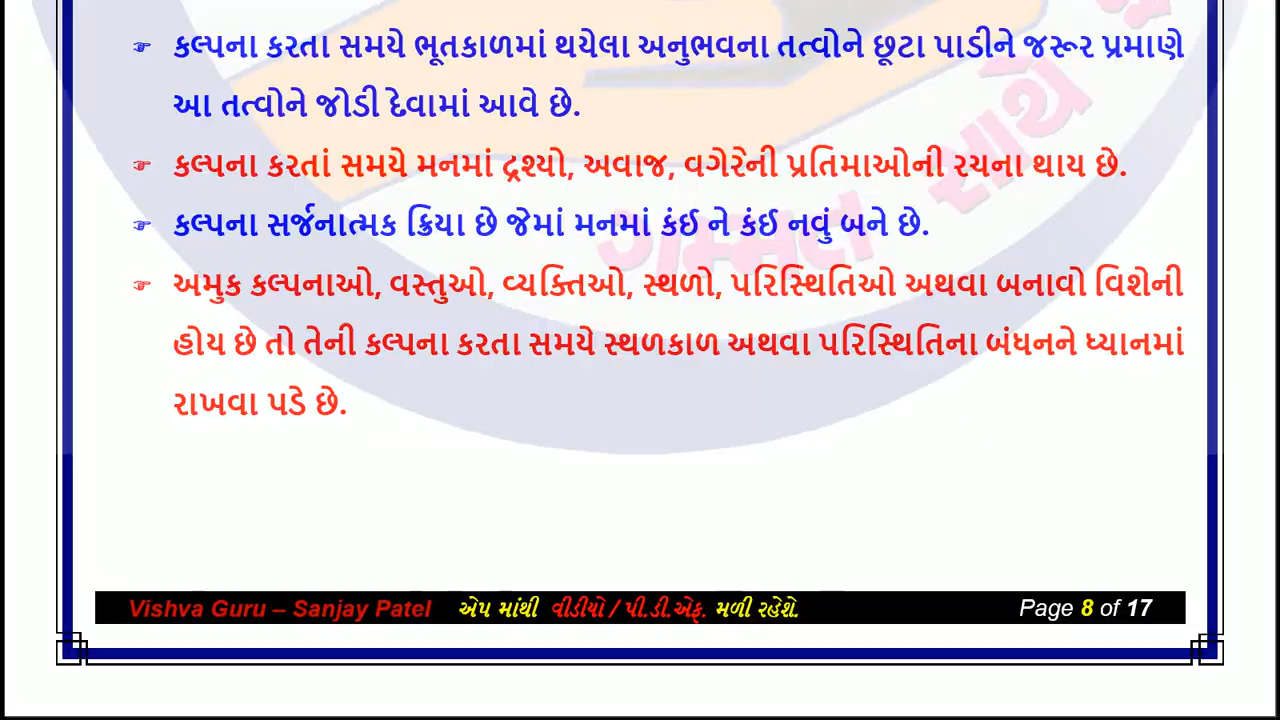 ☞ કલ્પના કરતા સમયે ભૂતકાળમાં થયેલા અનુભવના તત્વોને છૂટા પાડીને જરૂર પ્રમાણે
આ તત્વોને જોડી દેવામાં આવે છે.
☞ કલ્પના કરતાં સમયે મનમાં દ્રશ્યો, અવાજ, વગેરેની પ્રતિમાઓની રચના થાય છે.
☞ કલ્પના સર્જનાત્મક ક્રિયા છે જેમાં મનમાં કંઈ ને કંઈ નવું બને છે.
☞ અમુક કલ્પનાઓ, વસ્તુઓ, વ્યક્તિઓ, સ્થળો, પરિસ્થિતિઓ અથવા બનાવો વિશેની
હોય છે તો તેની કલ્પના કરતા સમયે સ્થળકાળ અથવા પરિસ્થિતિના બંધનને ધ્યાનમાં
રાખવા પડે છે.
ગમ્મત સાથે
Vishva Guru – Sanjay Patel એપ માંથી વીડીયો / પી.ડી.એફ. મળી રહેશે. Page 8 of 17